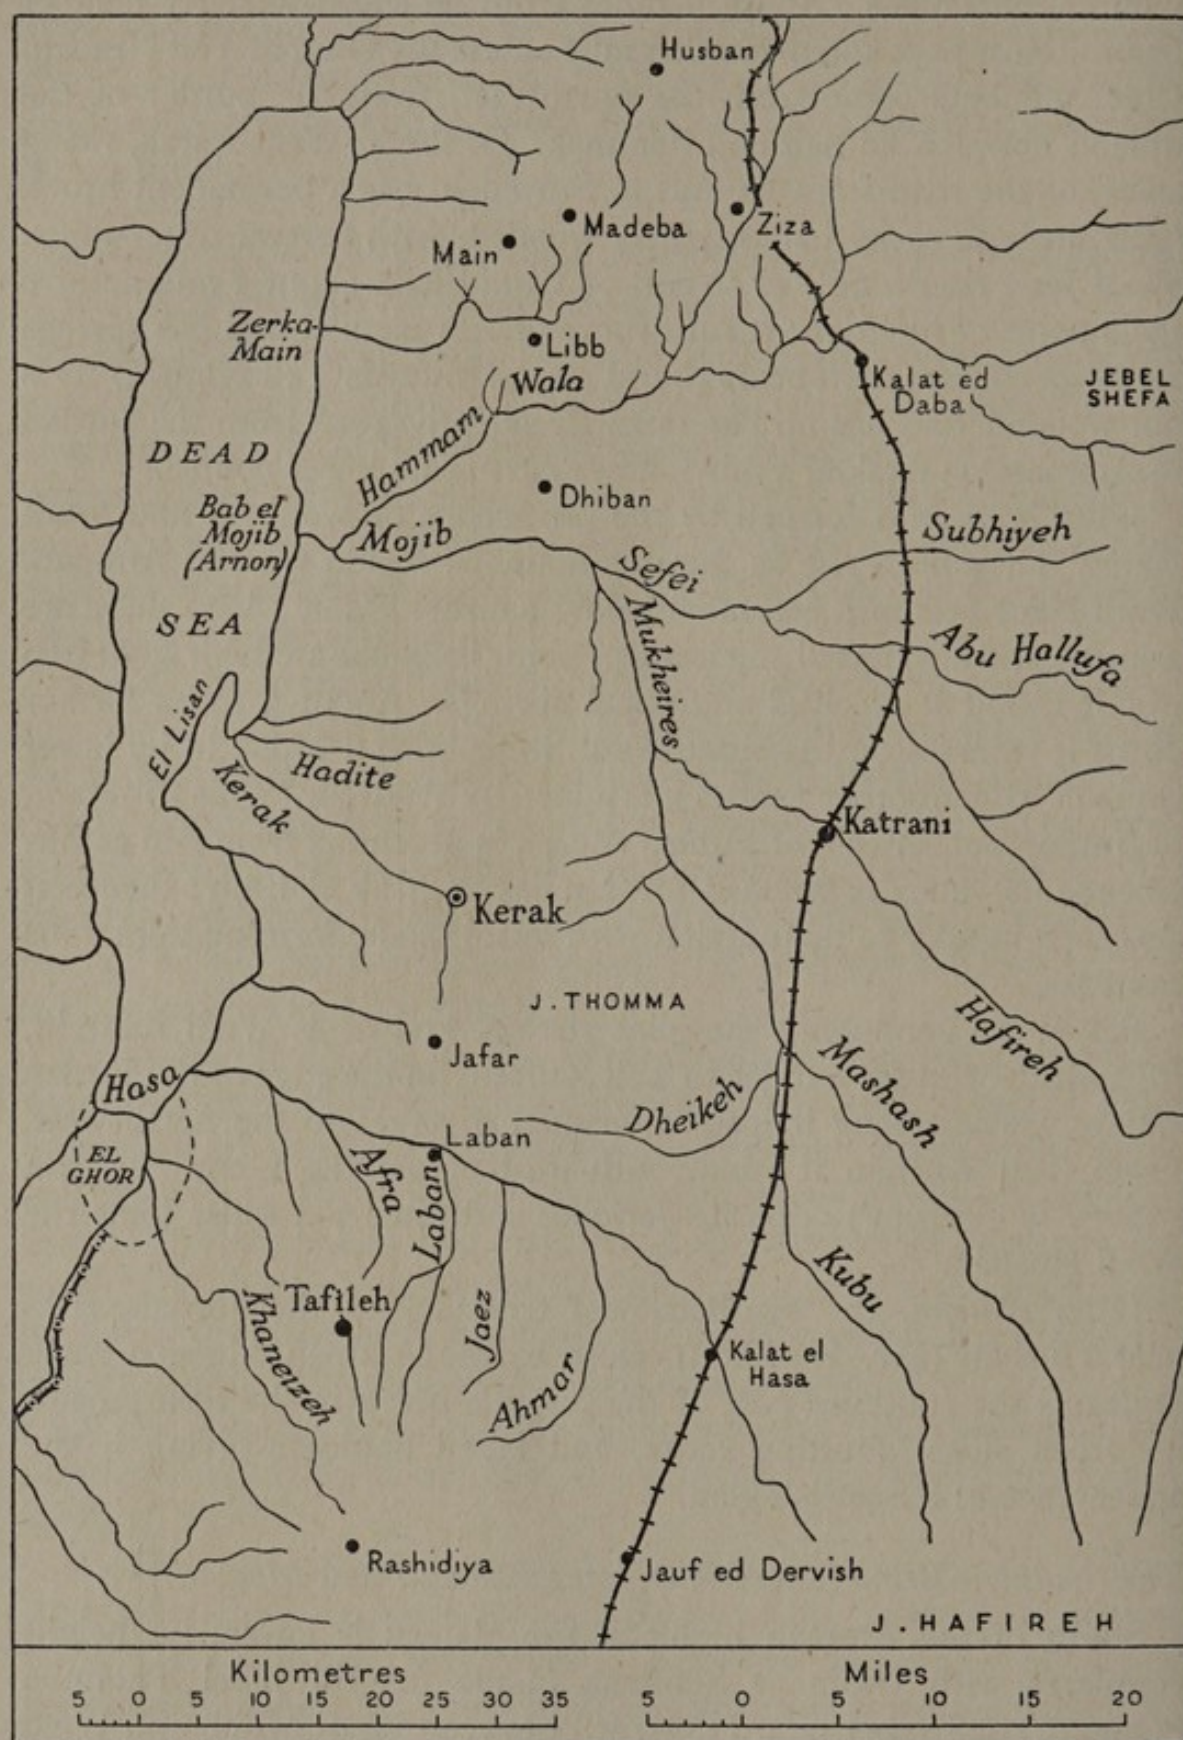 Husban
Madeba
Ziza
Main
Zerka-
Main
Libb
Wala
Kalat ed
Daba
JEBEL
SHEFA
Hammam
DEAD
Dhiban
Bab el
Mojib
(Arnon)
Mojib
Subhiyeh
Sefei
SEA
Mukheires
Abu Hallufa
El Lisan
Hadite
Kerak
Katrani
Kerak
J. THOMMA
Hafireh
Jafar
Mashash
Hasa
Dheikeh
Laban
EL
GHOR
Afra
Laban
Kubu
Tafileh
Khaneizeh
Jaez
Ahmar
Kalat el
Hasa
Rashidiya
Jauf ed Dervish
J. HAFIREH
Kilometres
Miles
5 0 5 10 15 20 25 30 35
5 0 5 10 15 20